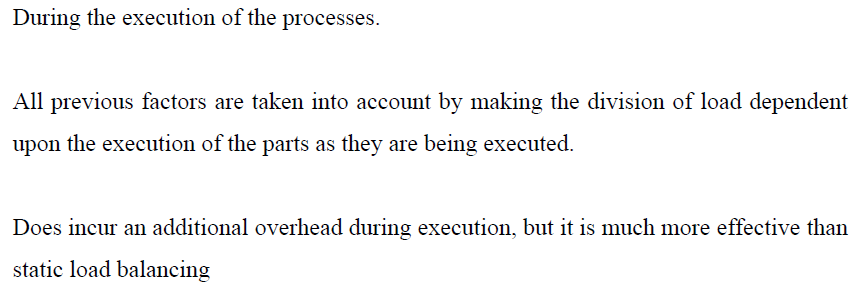 During the execution of the processes.
All previous factors are taken into account by making the division of load dependent
upon the execution of the parts as they are being executed.
Does incur an additional overhead during execution, but it is much more effective than
static load balancing